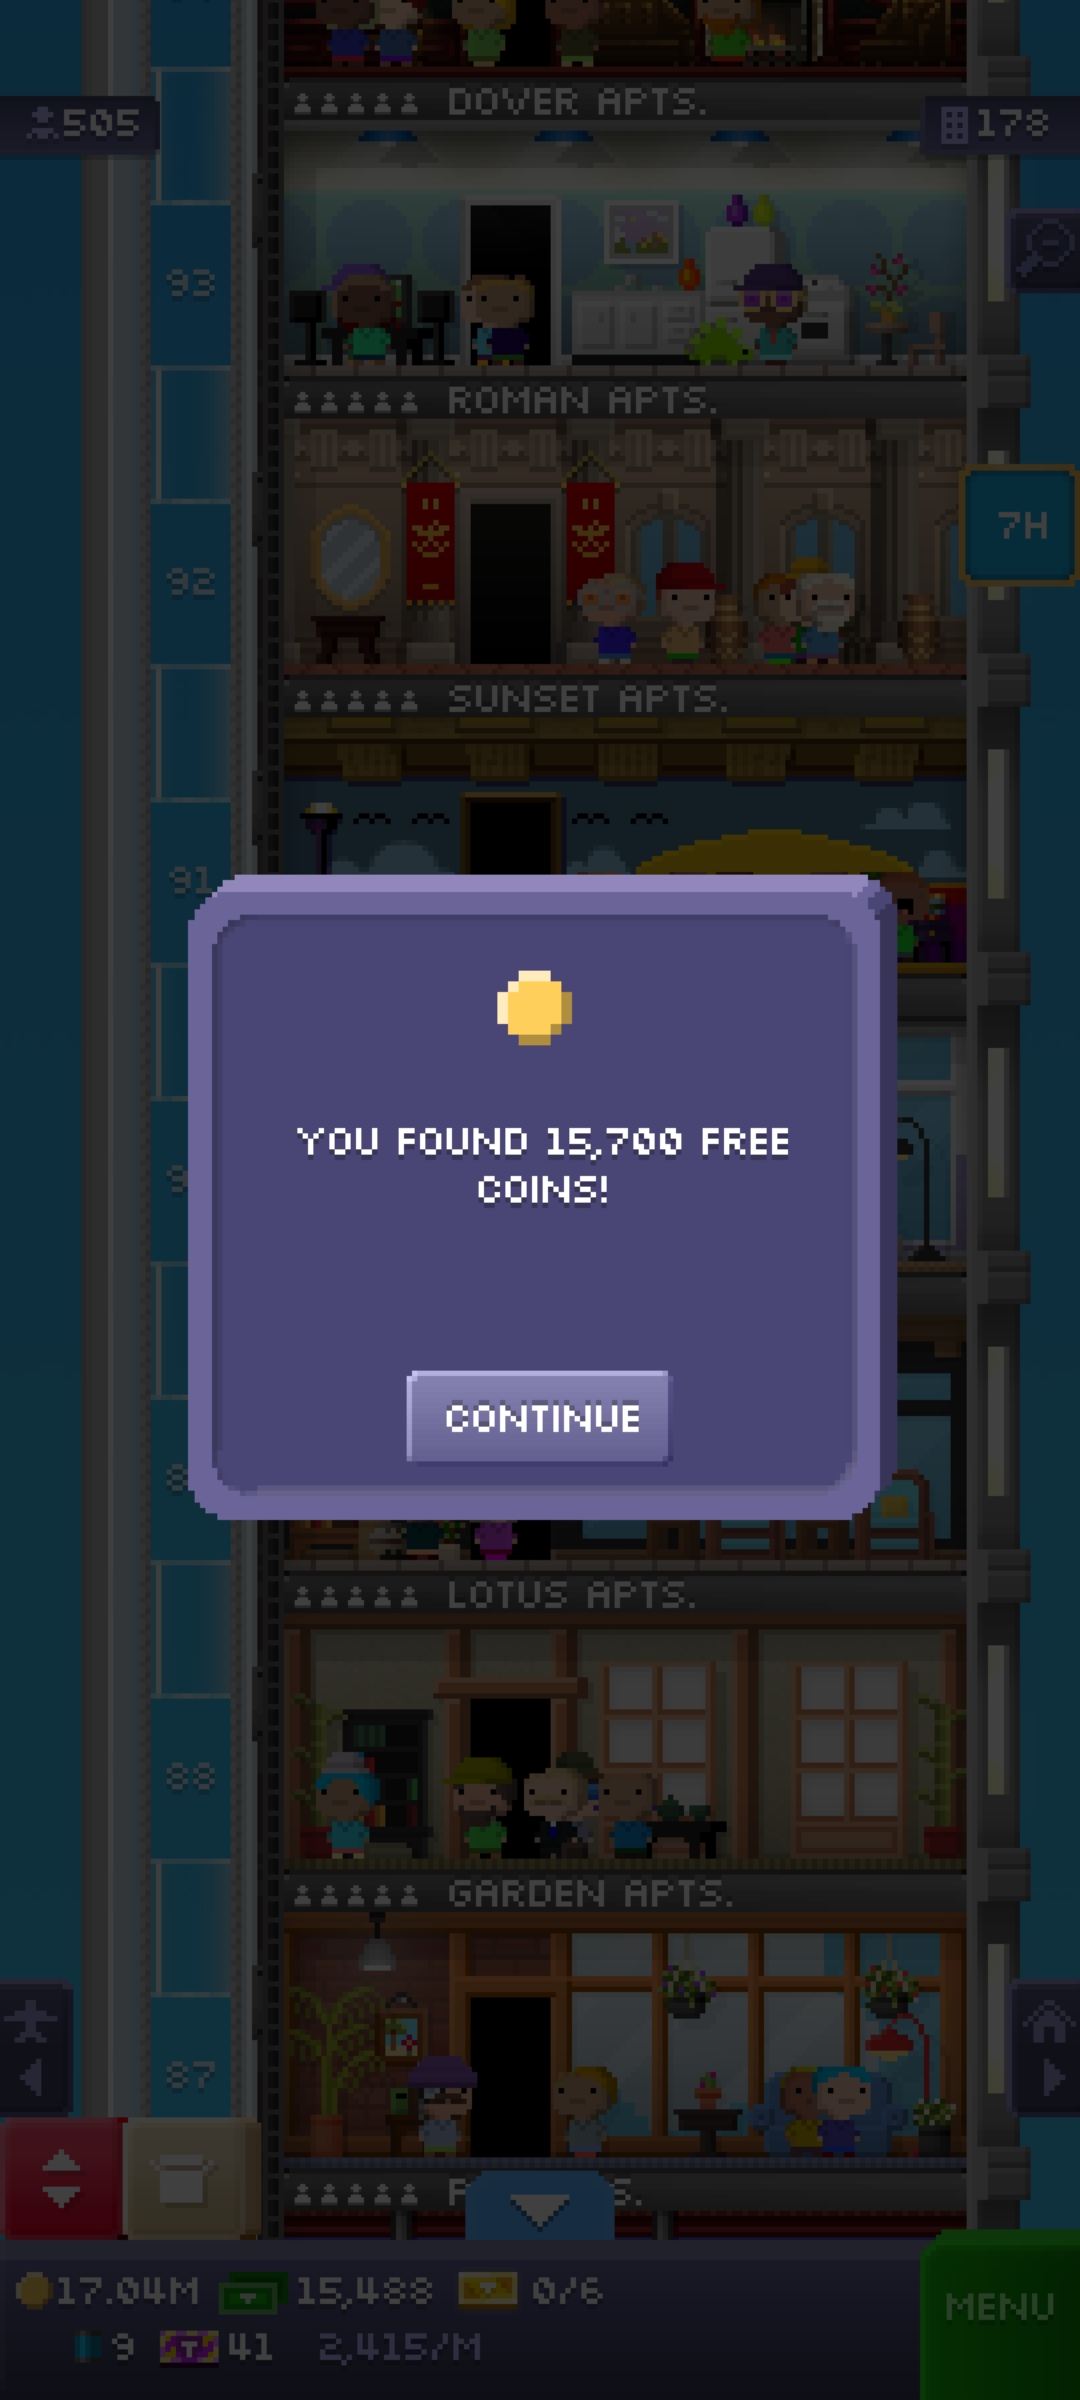 DOVER APTS.
505
178
93
ROMAN APTS.
7H
92
SUNSET APTS.
91
YOU FOUND 15,700 FREE
COINS!
CONTINUE
LOTUS APTS.
88
GARDEN APTS.
87
17.04M
15,488
0/6
MENU
9
41
2,415/M